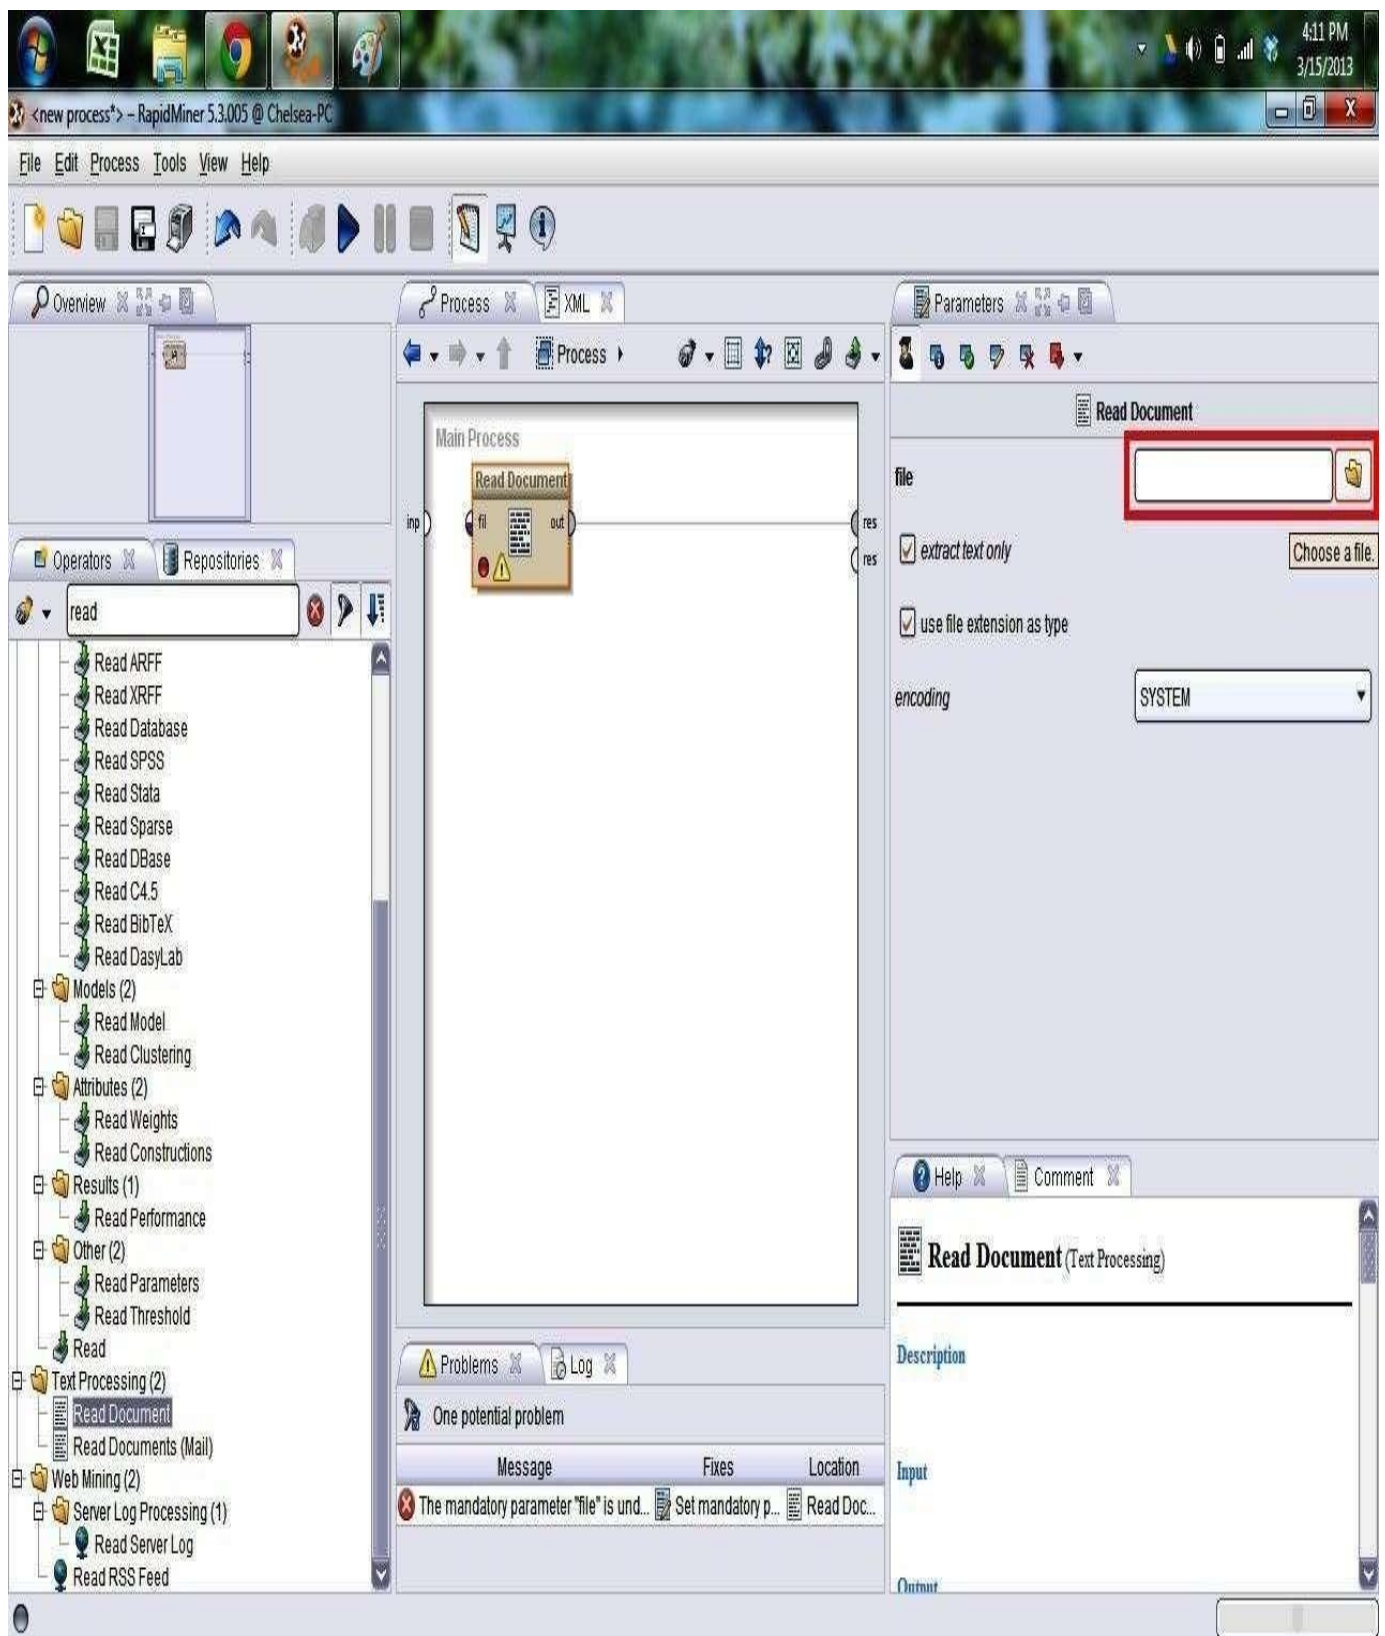 4:11 PM
3/15/2013
<new process*> – RapidMiner 5.3.005 @ Chelsea-PC
File Edit Process Tools View Help
Overview
Operators Repositories
read
Read ARFF
Read XRFF
Read Database
Read SPSS
Read Stata
Read Sparse
Read DBase
Read C4.5
Read BibTeX
Read DasyLab
Models (2)
Read Model
Read Clustering
Attributes (2)
Read Weights
Read Constructions
Results (1)
Read Performance
Other (2)
Read Parameters
Read Threshold
Read
Text Processing (2)
Read Document
Read Documents (Mail)
Web Mining (2)
Server Log Processing (1)
Read Server Log
Read RSS Feed
Process XML
Process
Main Process
Read Document
inp fil out res
res
Problems Log
One potential problem
Message Fixes Location
The mandatory parameter "file" is und... Set mandatory p... Read Doc...
Parameters
Read Document
file
extract text only
Choose a file.
use file extension as type
encoding SYSTEM
Help Comment
Read Document (Text Processing)
Description
Input
Output